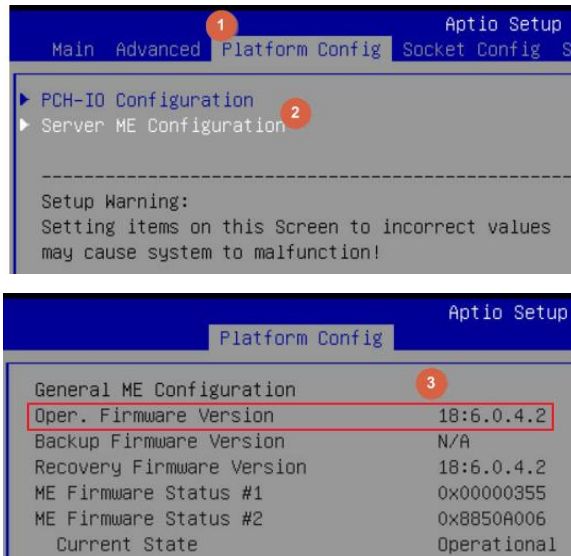 1
Aptio Setup
Main Advanced Platform Config Socket Config S
PCH-IO Configuration
Server ME Configuration 2
Setup Warning:
Setting items on this Screen to incorrect values
may cause system to malfunction!
Aptio Setup
Platform Config
General ME Configuration 3
Oper. Firmware Version 18:6.0.4.2
Backup Firmware Version N/A
Recovery Firmware Version 18:6.0.4.2
ME Firmware Status #1 0x00000355
ME Firmware Status #2 0x8850A006
Current State Operational